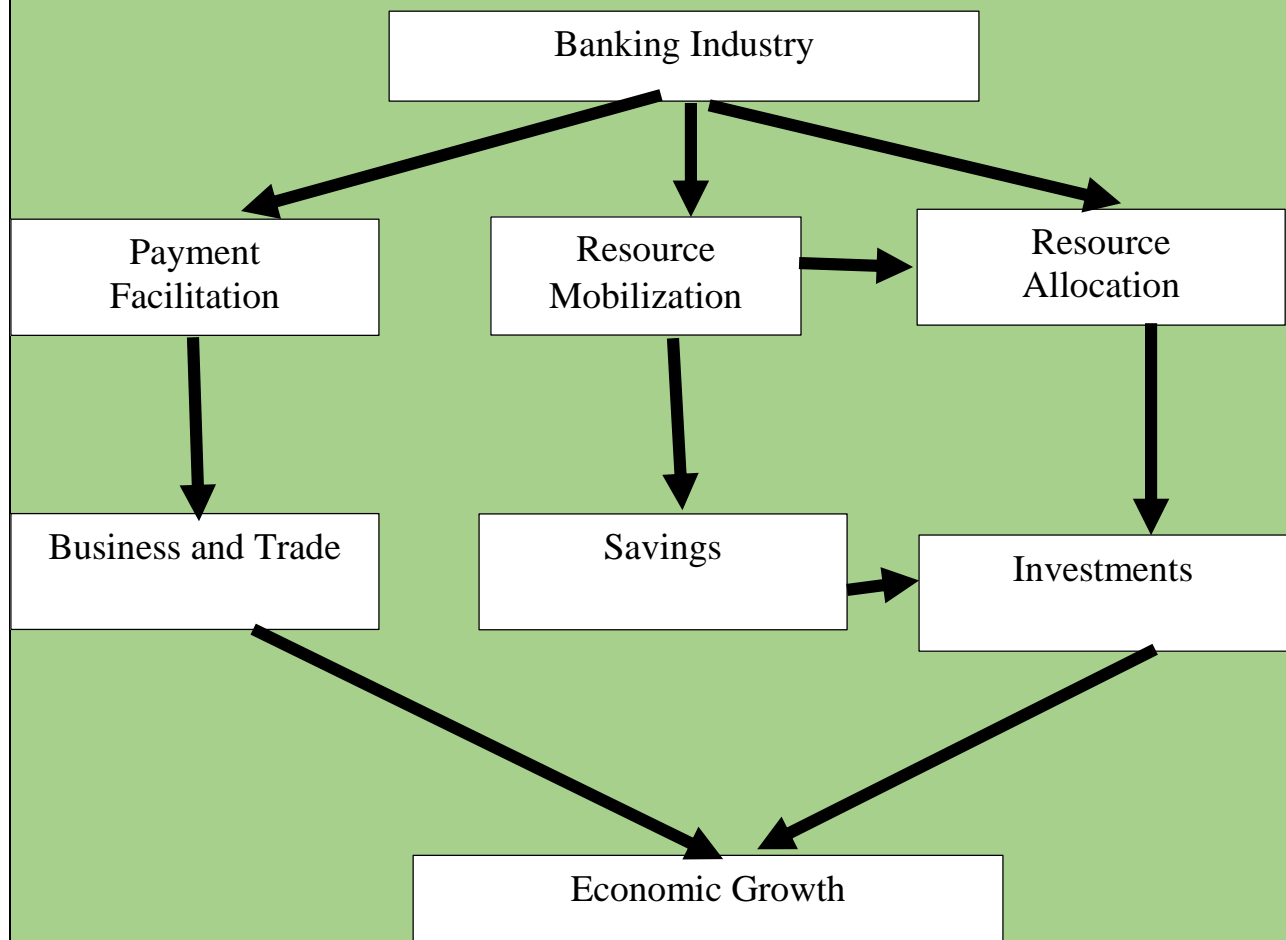 Banking Industry
Payment
Facilitation
Resource
Mobilization
Resource
Allocation
Business and Trade
Savings
Investments
Economic Growth